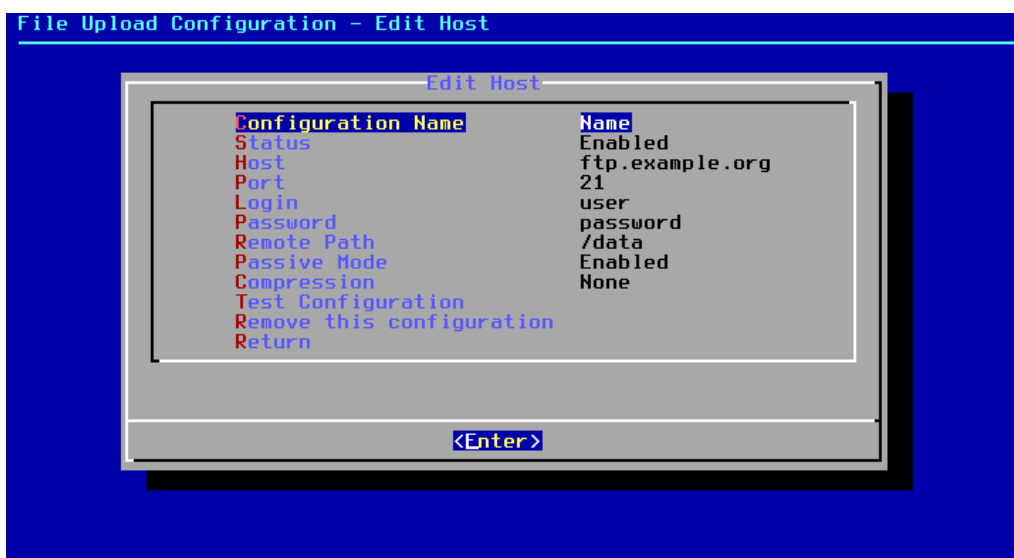 File Upload Configuration - Edit Host
Edit Host
Configuration Name Name
Status Enabled
Host ftp.example.org
Port 21
Login user
Password password
Remote Path /data
Passive Mode Enabled
Compression None
Test Configuration
Remove this configuration
Return
<Enter>